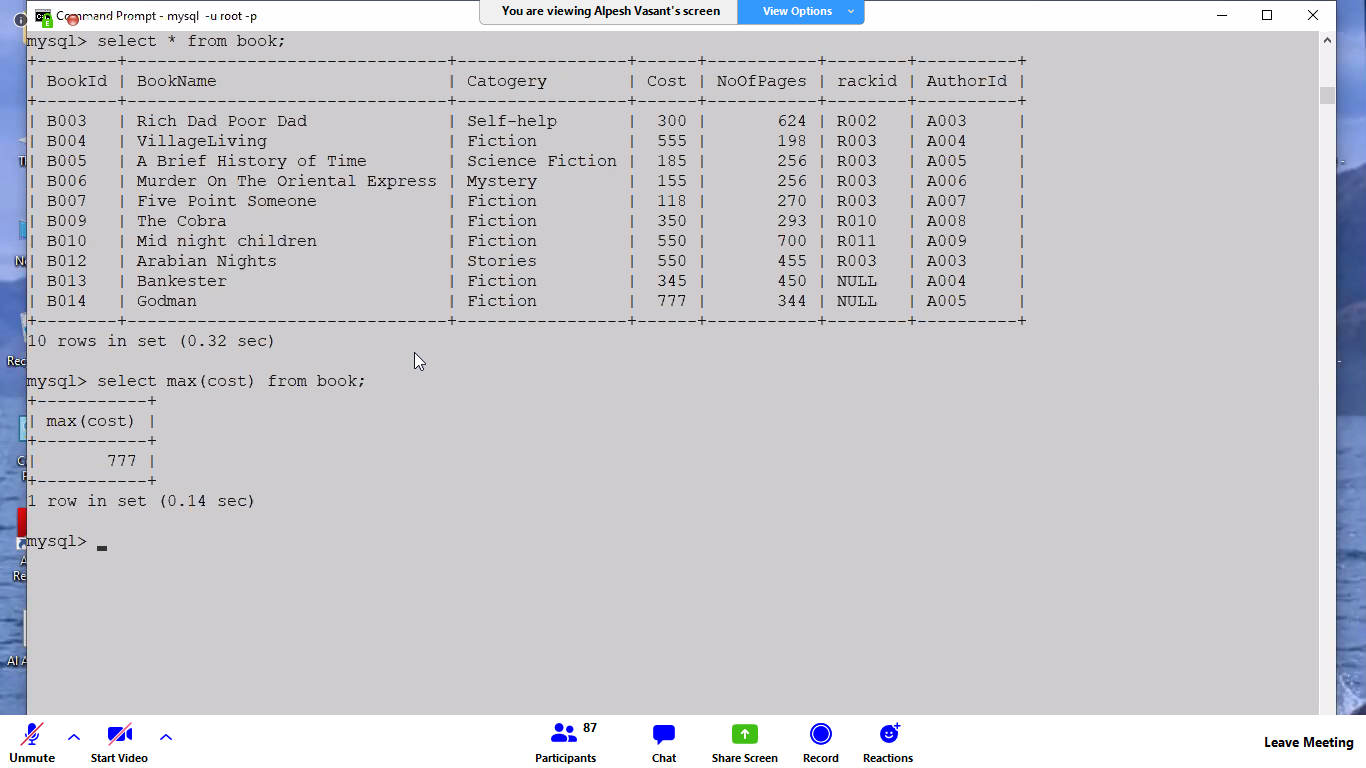 Command Prompt - mysql -u root -p
You are viewing Alpesh Vasant's screen View Options
mysql> select * from book;
+--------+--------------------------------+-----------------+------+-----------+--------+----------+
| BookId | BookName                       | Catogery        | Cost | NoOfPages | rackid | AuthorId |
+--------+--------------------------------+-----------------+------+-----------+--------+----------+
| B003   | Rich Dad Poor Dad              | Self-help       |  300 |       624 | R002   | A003     |
| B004   | VillageLiving                  | Fiction         |  555 |       198 | R003   | A004     |
| B005   | A Brief History of Time        | Science Fiction |  185 |       256 | R003   | A005     |
| B006   | Murder On The Oriental Express | Mystery         |  155 |       256 | R003   | A006     |
| B007   | Five Point Someone             | Fiction         |  118 |       270 | R003   | A007     |
| B009   | The Cobra                      | Fiction         |  350 |       293 | R010   | A008     |
| B010   | Mid night children             | Fiction         |  550 |       700 | R011   | A009     |
| B012   | Arabian Nights                 | Stories         |  550 |       455 | R003   | A003     |
| B013   | Bankester                      | Fiction         |  345 |       450 | NULL   | A004     |
| B014   | Godman                         | Fiction         |  777 |       344 | NULL   | A005     |
+--------+--------------------------------+-----------------+------+-----------+--------+----------+
10 rows in set (0.32 sec)
mysql> select max(cost) from book;
+-----------+
| max(cost) |
+-----------+
|       777 |
+-----------+
1 row in set (0.14 sec)
mysql>
Unmute
Start Video
87
Participants
Chat
Share Screen
Record
Reactions
Leave Meeting